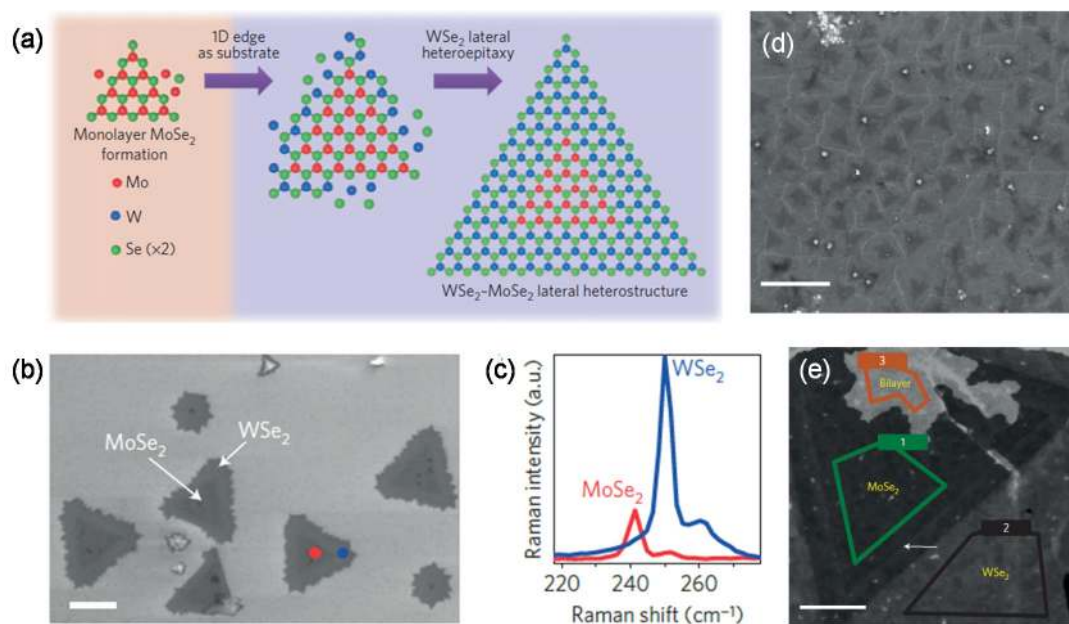 (a)
1D edge
as substrate
WSe₂ lateral
heteroepitaxy
Monolayer MoSe₂
formation
Mo
W
Se (×2)
WSe₂–MoSe₂ lateral heterostructure
(d)
(b)
MoSe₂
WSe₂
(c)
Raman intensity (a.u.)
WSe₂
MoSe₂
220 240 260
Raman shift (cm⁻¹)
(e)
3
Bilayer
1
MoSe₂
2
WSe₂